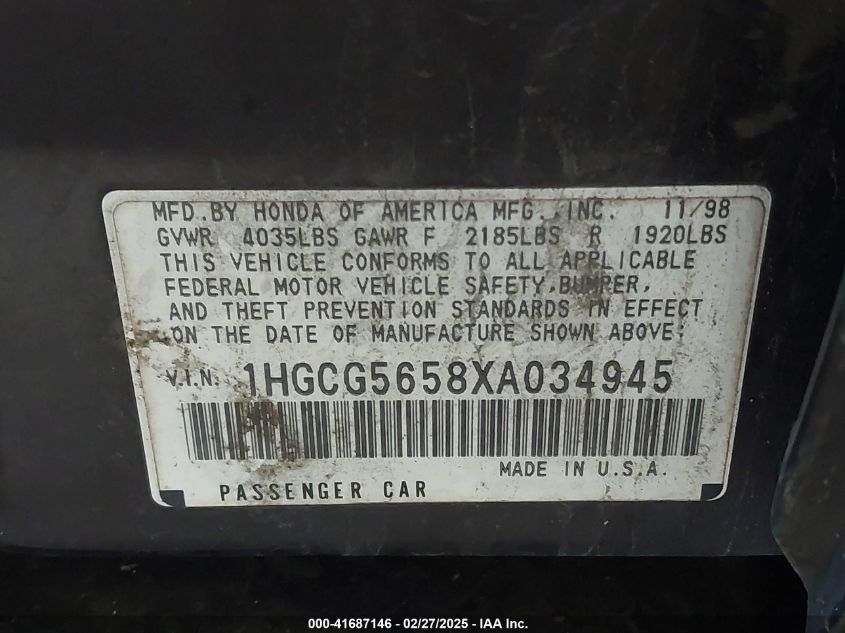 MFD.BY HONDA OF AMERICA MFG.,INC. 11/98
GVWR 4035LBS GAWR F 2185LBS R 1920LBS
THIS VEHICLE CONFORMS TO ALL APPLICABLE
FEDERAL MOTOR VEHICLE SAFETY,BUMPER,
AND THEFT PREVENTION STANDARDS IN EFFECT
ON THE DATE OF MANUFACTURE SHOWN ABOVE.
V.I.N. 1HGCG5658XA034945
MADE IN U.S.A.
PASSENGER CAR
000-41687146 - 02/27/2025 - IAA Inc.